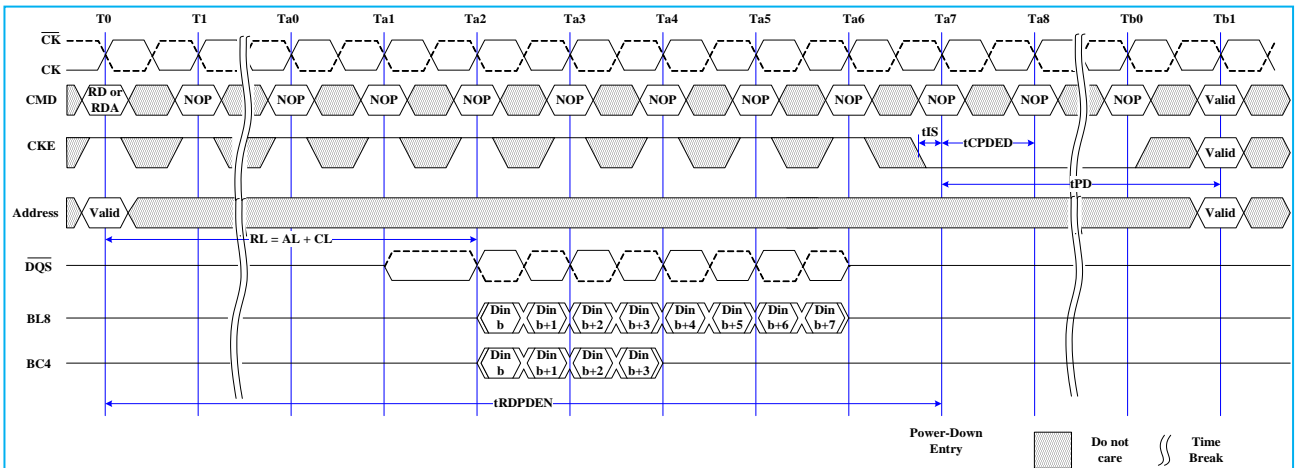 T0 T1 Ta0 Ta1 Ta2 Ta3 Ta4 Ta5 Ta6 Ta7 Ta8 Tb0 Tb1
CK
CK
CMD RD or RDA NOP NOP NOP NOP NOP NOP NOP NOP NOP NOP NOP Valid
tIS
CKE tCPDED Valid
tPD
Address Valid Valid
RL = AL + CL
DQS
BL8 Din b Din b+1 Din b+2 Din b+3 Din b+4 Din b+5 Din b+6 Din b+7
BC4 Din b Din b+1 Din b+2 Din b+3
tRDPDEN
Power-Down Entry
Do not care
Time Break